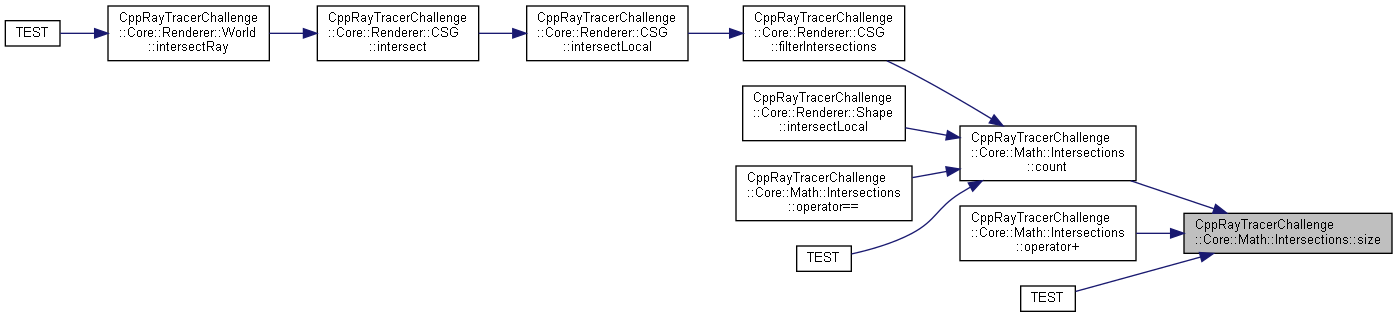 TEST
CppRayTracerChallenge
::Core::Renderer::World
::intersectRay
CppRayTracerChallenge
::Core::Renderer::CSG
::intersect
CppRayTracerChallenge
::Core::Renderer::CSG
::intersectLocal
CppRayTracerChallenge
::Core::Renderer::CSG
::filterIntersections
CppRayTracerChallenge
::Core::Renderer::Shape
::intersectLocal
CppRayTracerChallenge
::Core::Math::Intersections
::operator==
TEST
CppRayTracerChallenge
::Core::Math::Intersections
::count
CppRayTracerChallenge
::Core::Math::Intersections
::operator+
TEST
CppRayTracerChallenge
::Core::Math::Intersections::size